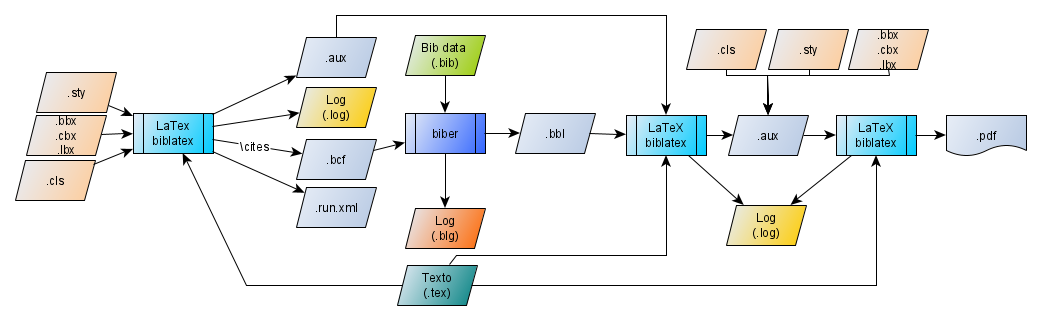 .sty
.bbx
.cbx
.lbx
.cls
LaTex
biblatex
.aux
Log
(.log)
\cites
.bcf
.run.xml
Bib data
(.bib)
biber
Log
(.blg)
Texto
(.tex)
.bbl
LaTeX
biblatex
.cls
.sty
.bbx
.cbx
.lbx
.aux
LaTeX
biblatex
Log
(.log)
.pdf